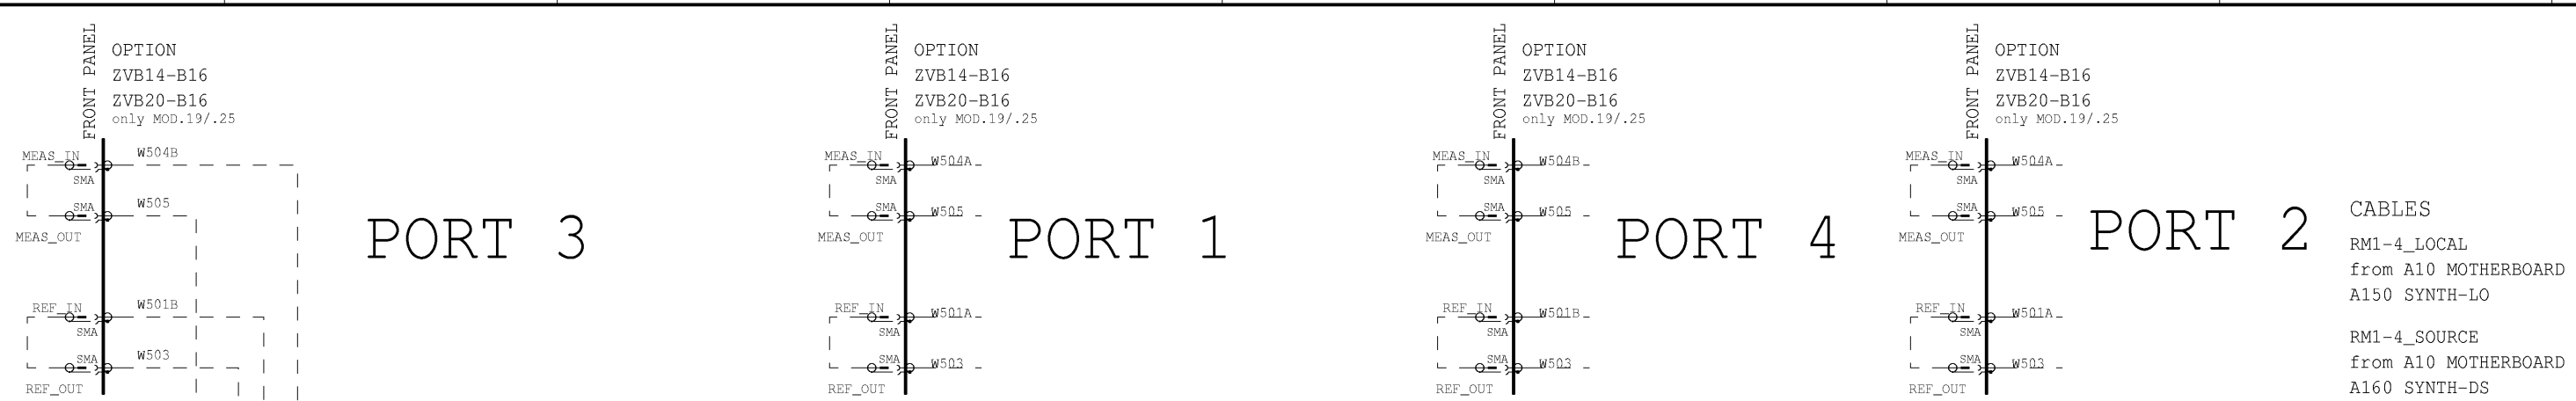 FRONT PANEL
OPTION
ZVB14-B16
ZVB20-B16
only MOD.19/.25
MEAS_IN
W504B
SMA
SMA
W505
MEAS_OUT
PORT 3
REF_IN
W501B
SMA
SMA
W503
REF_OUT
FRONT PANEL
OPTION
ZVB14-B16
ZVB20-B16
only MOD.19/.25
MEAS_IN
W504A
SMA
SMA
W505
MEAS_OUT
PORT 1
REF_IN
W501A
SMA
SMA
W503
REF_OUT
FRONT PANEL
OPTION
ZVB14-B16
ZVB20-B16
only MOD.19/.25
MEAS_IN
W504B
SMA
SMA
W505
MEAS_OUT
PORT 4
REF_IN
W501B
SMA
SMA
W503
REF_OUT
FRONT PANEL
OPTION
ZVB14-B16
ZVB20-B16
only MOD.19/.25
MEAS_IN
W504A
SMA
SMA
W505
MEAS_OUT
PORT 2
REF_IN
W501A
SMA
SMA
W503
REF_OUT
CABLES
RM1-4_LOCAL
from A10 MOTHERBOARD
A150 SYNTH-LO
RM1-4_SOURCE
from A10 MOTHERBOARD
A160 SYNTH-DS